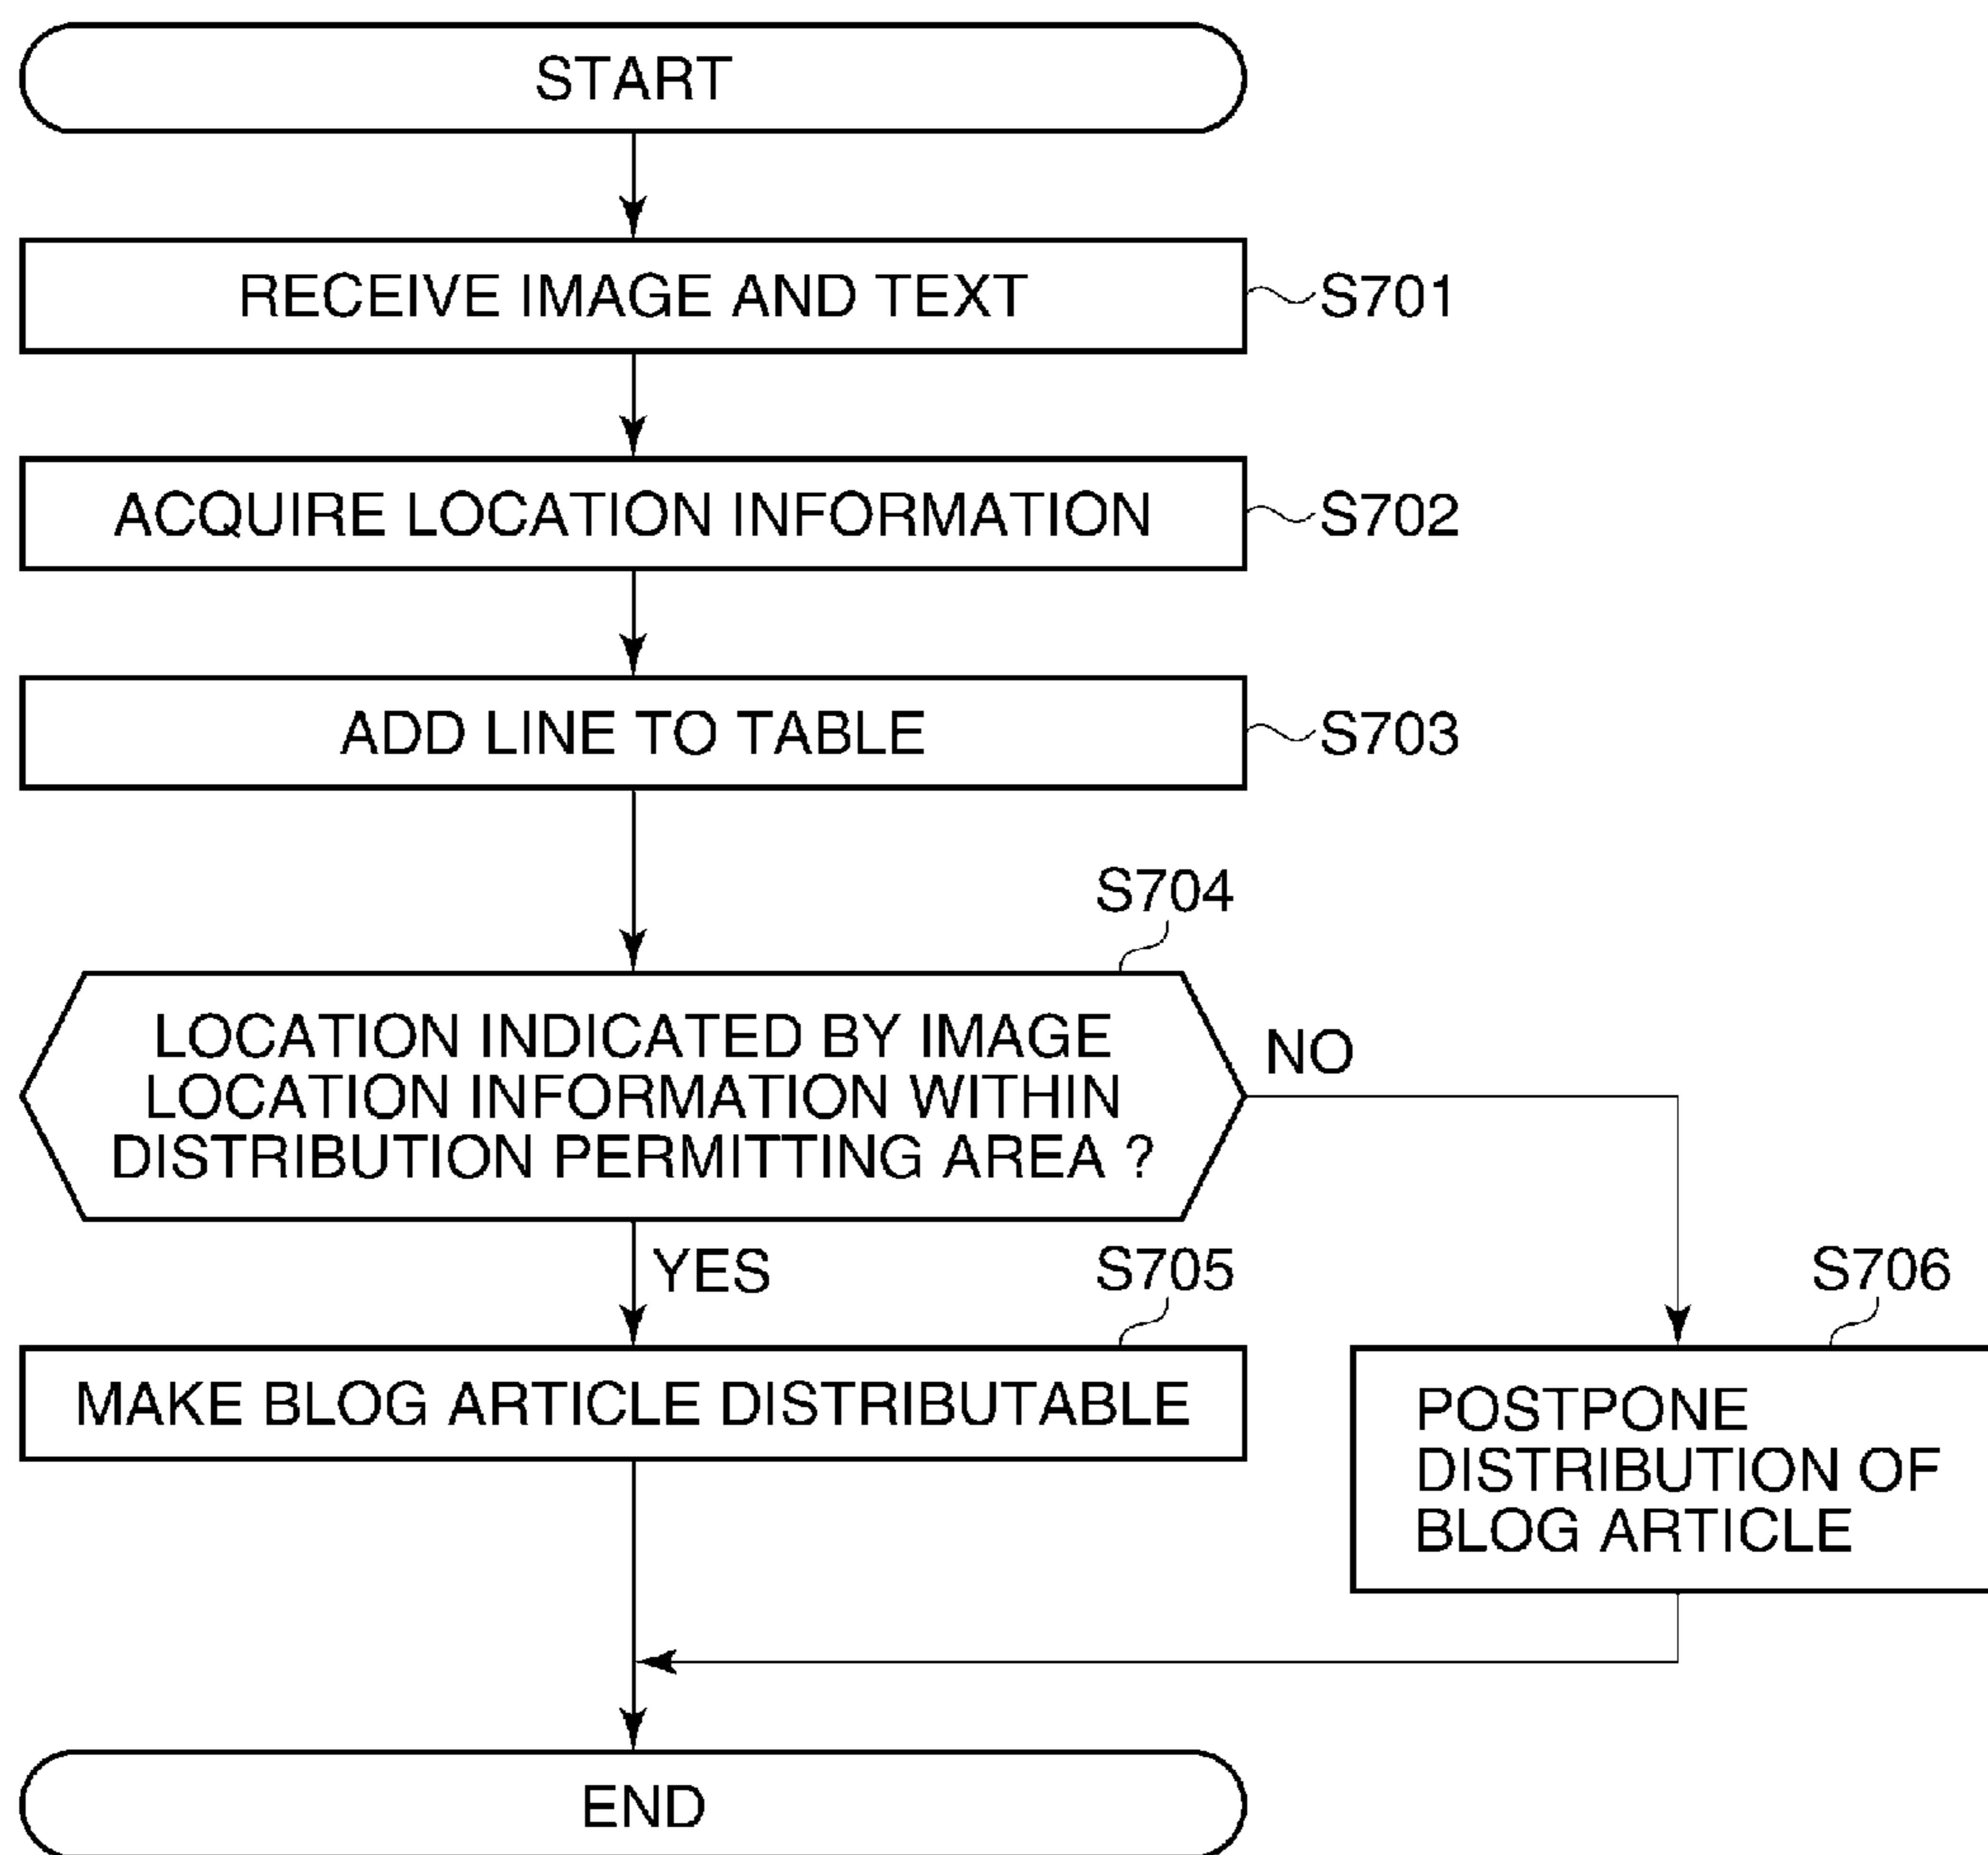 START
RECEIVE IMAGE AND TEXT
S701
ACQUIRE LOCATION INFORMATION
S702
ADD LINE TO TABLE
S703
S704
LOCATION INDICATED BY IMAGE
LOCATION INFORMATION WITHIN
DISTRIBUTION PERMITTING AREA ?
NO
YES
S705
MAKE BLOG ARTICLE DISTRIBUTABLE
S706
POSTPONE
DISTRIBUTION OF
BLOG ARTICLE
END